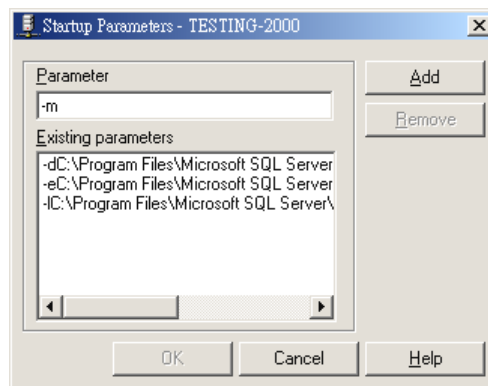 Startup Parameters - TESTING-2000
Parameter
Add
-m
Remove
Existing parameters
-dC:\Program Files\Microsoft SQL Server
-eC:\Program Files\Microsoft SQL Server
-lC:\Program Files\Microsoft SQL Server\
OK
Cancel
Help